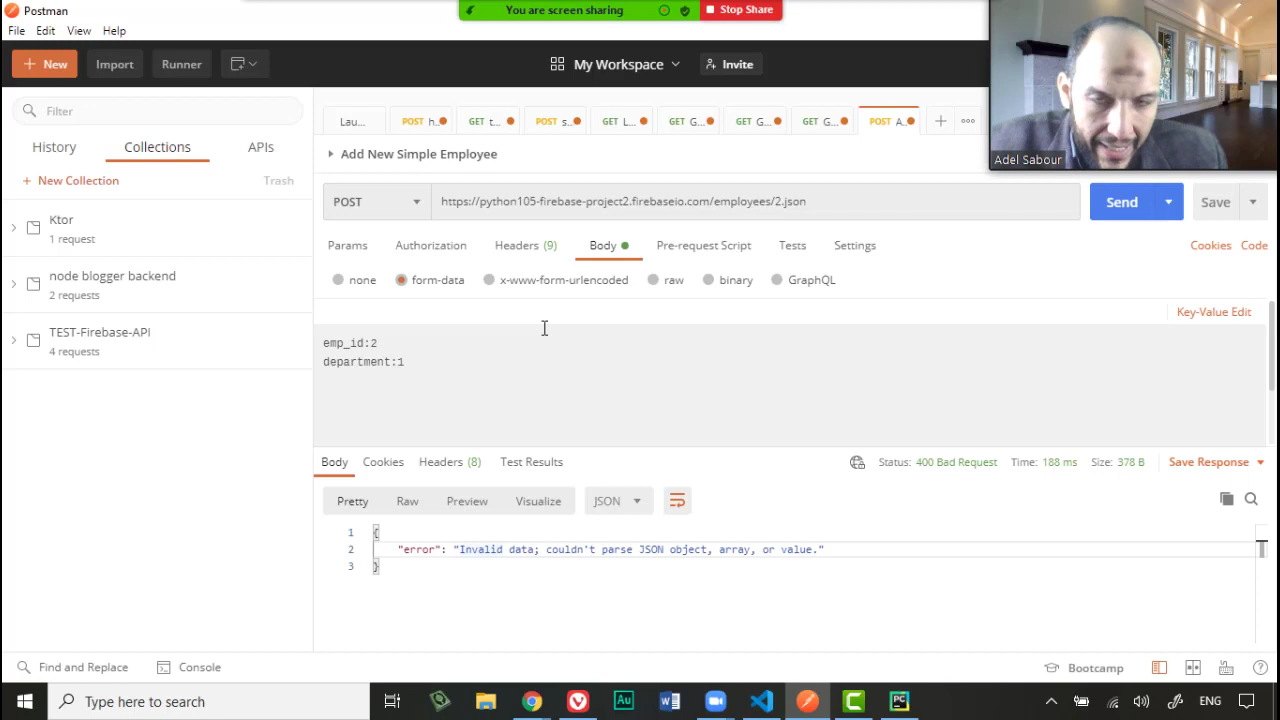 Postman
You are screen sharing
Stop Share
File Edit View Help
New Import Runner My Workspace Invite
Adel Sabour
Filter
History Collections APIs
+ New Collection Trash
Ktor
1 request
node blogger backend
2 requests
TEST-Firebase-API
4 requests
Lau... POST h. GET t... POST s.. GET L... GET G... GET G... GET G... POST A..
Add New Simple Employee
POST https://python105-firebase-project2.firebaseio.com/employees/2.json Send Save
Params Authorization Headers (9) Body Pre-request Script Tests Settings Cookies Code
none form-data x-www-form-urlencoded raw binary GraphQL
Key-Value Edit
emp_id:2
department:1
Body Cookies Headers (8) Test Results Status: 400 Bad Request Time: 188 ms Size: 378 B Save Response
Pretty Raw Preview Visualize JSON
1 {
2 "error": "Invalid data; couldn't parse JSON object, array, or value."
3 }
Find and Replace Console Bootcamp
Type here to search ENG